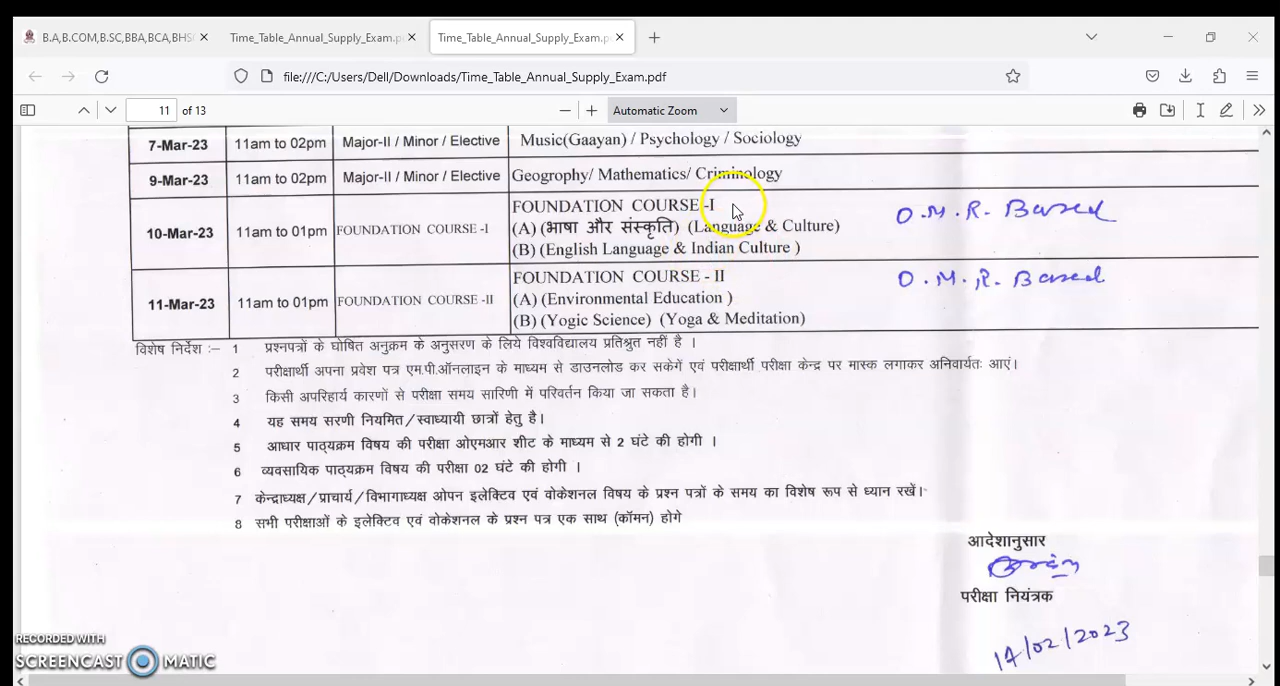 B.A,B.COM,B.SC,BBA,BCA,BHS
Time_Table_Annual_Supply_Exam.p
Time_Table_Annual_Supply_Exam.p
file:///C:/Users/Dell/Downloads/Time_Table_Annual_Supply_Exam.pdf
11 of 13
Automatic Zoom
7-Mar-23 11am to 02pm Major-II / Minor / Elective Music(Gaayan) / Psychology / Sociology
9-Mar-23 11am to 02pm Major-II / Minor / Elective Geography/ Mathematics/ Criminology
10-Mar-23 11am to 01pm FOUNDATION COURSE -I
FOUNDATION COURSE -I
(A) (भाषा और संस्कृति) (Language & Culture)
(B) (English Language & Indian Culture )
O.M.R. Based
11-Mar-23 11am to 01pm FOUNDATION COURSE -II
FOUNDATION COURSE - II
(A) (Environmental Education )
(B) (Yogic Science) (Yoga & Meditation)
O.M.R. Based
विशेष निर्देश :– 1 प्रश्नपत्रों के घोषित अनुक्रम के अनुसरण के लिये विश्वविद्यालय प्रतिश्रुत नहीं है ।
2 परीक्षार्थी अपना प्रवेश पत्र एम.पी.ऑनलाइन के माध्यम से डाउनलोड कर सकेगें एवं परीक्षार्थी परीक्षा केन्द्र पर मास्क लगाकर अनिवार्यतः आएं।
3 किसी अपरिहार्य कारणों से परीक्षा समय सारिणी में परिवर्तन किया जा सकता है।
4 यह समय सरणी नियमित/स्वाध्यायी छात्रों हेतु है।
5 आधार पाठ्यक्रम विषय की परीक्षा ओएमआर शीट के माध्यम से 2 घंटे की होगी ।
6 व्यवसायिक पाठ्यक्रम विषय की परीक्षा 02 घंटे की होगी ।
7 केन्द्राध्यक्ष/प्राचार्य/विभागाध्यक्ष ओपन इलेक्टिव एवं वोकेशनल विषय के प्रश्न पत्रों के समय का विशेष रूप से ध्यान रखें।
8 सभी परीक्षाओं के इलेक्टिव एवं वोकेशनल के प्रश्न पत्र एक साथ (कॉमन) होगे
आदेशानुसार
परीक्षा नियंत्रक
17/02/2023
RECORDED WITH
SCREENCAST MATIC